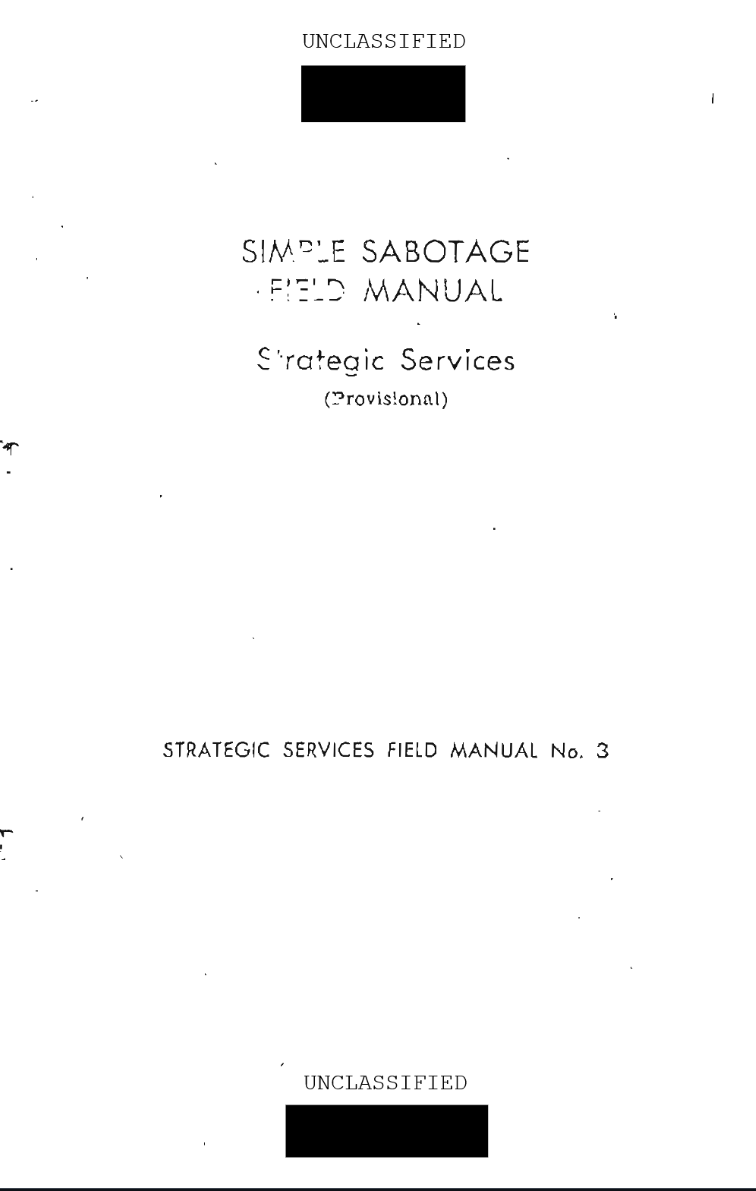 UNCLASSIFIED
SIMPLE SABOTAGE
FIELD MANUAL
Strategic Services
(Provisional)
STRATEGIC SERVICES FIELD MANUAL No. 3
UNCLASSIFIED